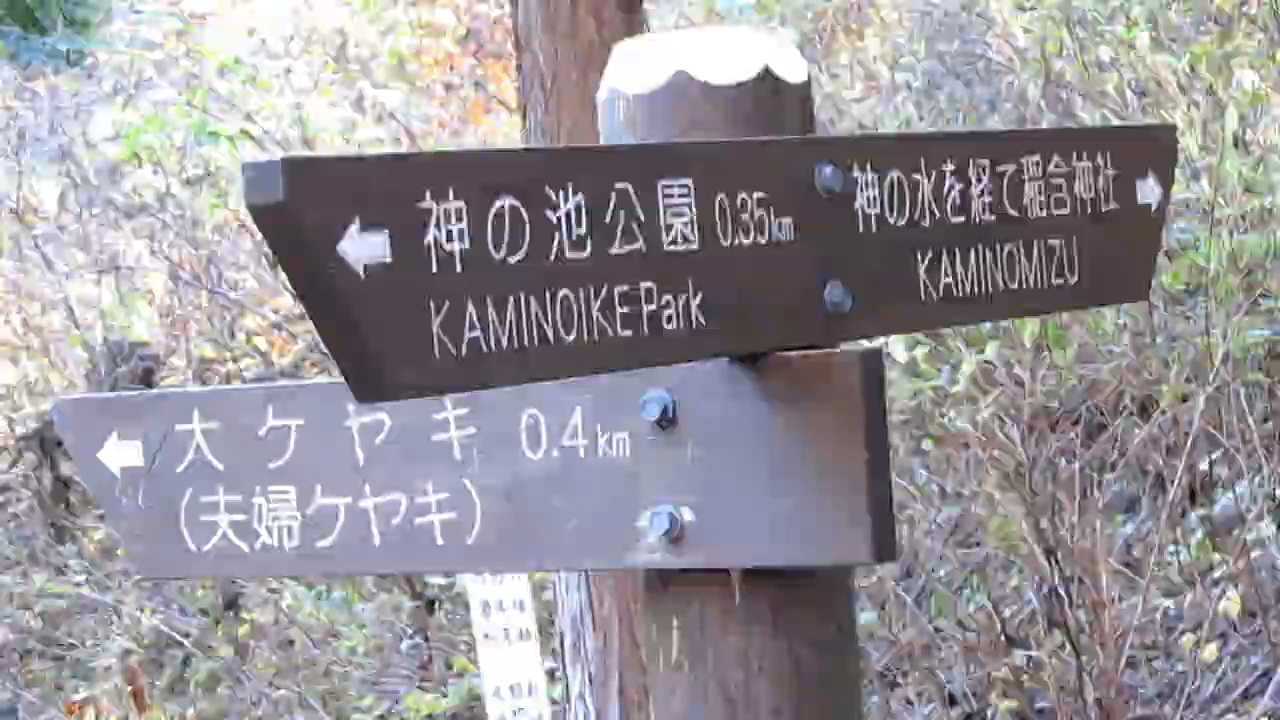 神の池公園 0.35km
KAMINOIKE Park
神の水を経て稲含神社
KAMINOMIZU
大ケヤキ 0.4km
(夫婦ケヤキ)